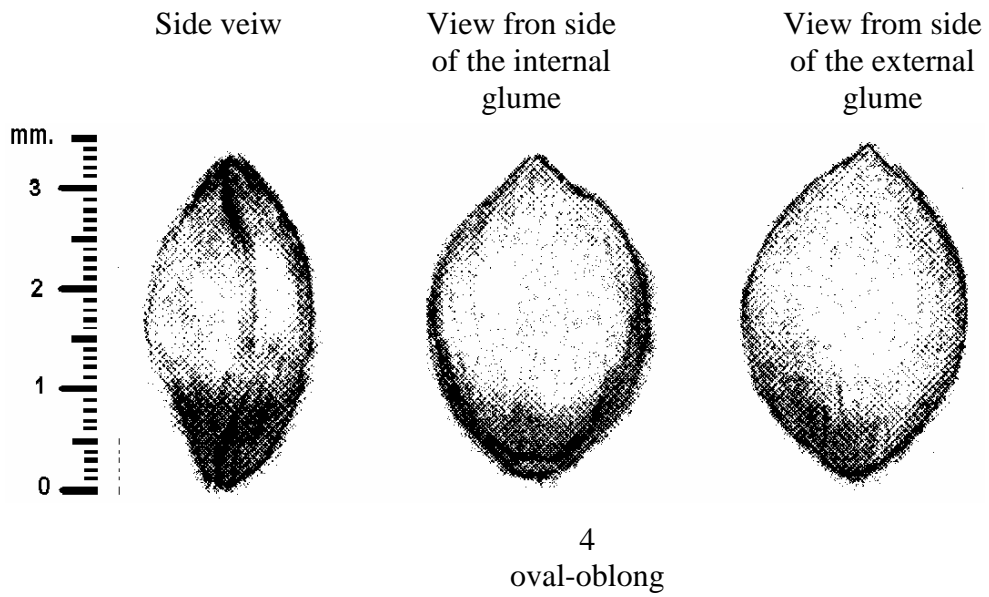 Side veiw
View fron side
of the internal
glume
View from side
of the external
glume
mm.
3
2
1
0
4
oval-oblong